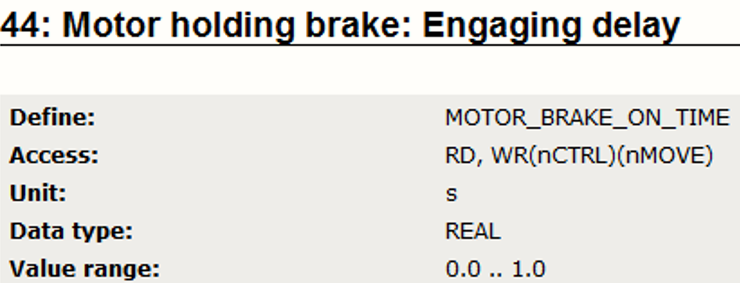 44: Motor holding brake: Engaging delay
Define: MOTOR_BRAKE_ON_TIME
Access: RD, WR(nCTRL)(nMOVE)
Unit: s
Data type: REAL
Value range: 0.0 .. 1.0